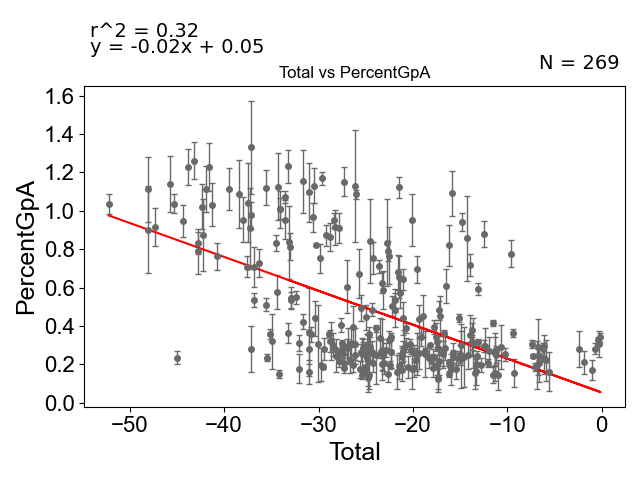 r^2 = 0.32
y = -0.02x + 0.05
N = 269
Total vs PercentGpA
1.6
1.4
1.2
1.0
0.8
0.6
0.4
0.2
0.0
PercentGpA
−50 −40 −30 −20 −10 0
Total